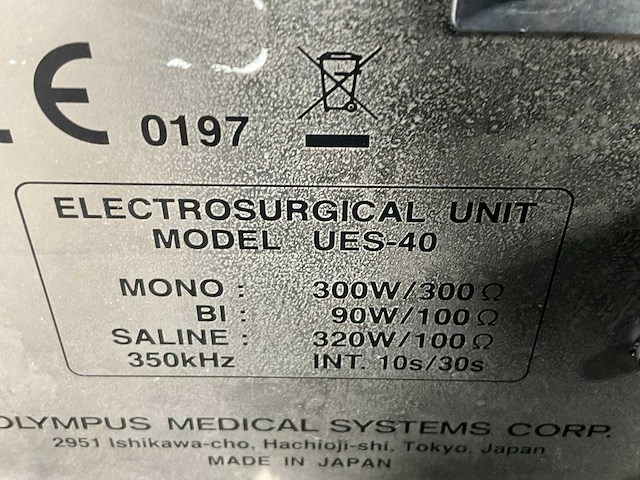 CE 0197
ELECTROSURGICAL UNIT
MODEL UES-40
MONO : 300W/300Ω
BI : 90W/100Ω
SALINE : 320W/100Ω
350kHz INT. 10s/30s
OLYMPUS MEDICAL SYSTEMS CORP.
2951 Ishikawa-cho, Hachioji-shi, Tokyo, Japan
MADE IN JAPAN